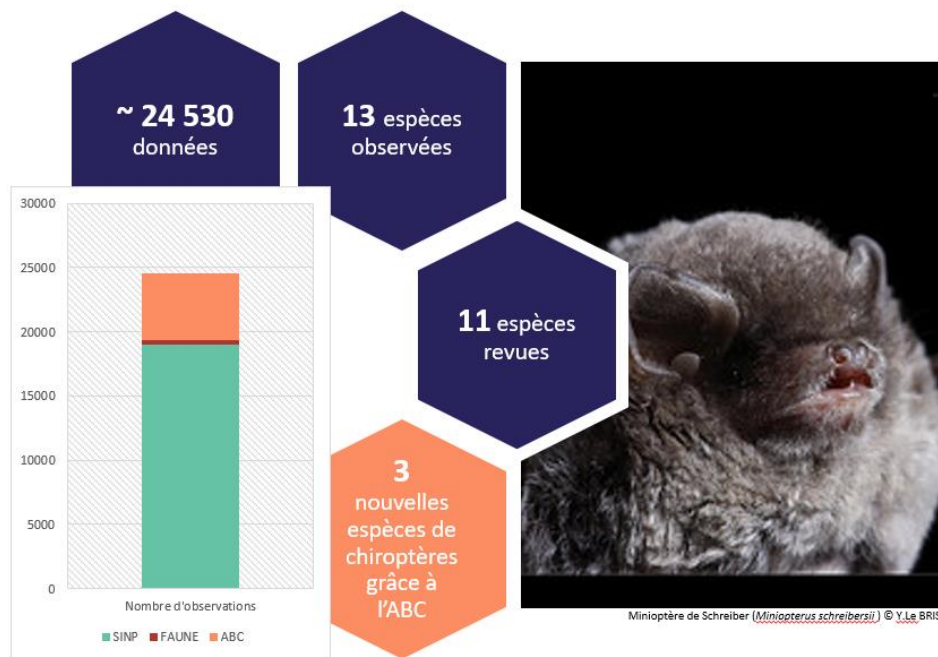 ~ 24 530
données
13 espèces
observées
11 espèces
revues
3
nouvelles
espèces de
chiroptères
grâce à
l'ABC
30000
25000
20000
15000
10000
5000
0
Nombre d'observations
SINP FAUNE ABC
Minioptère de Schreiber (Miniopterus schreibersii) © Y.Le BRIS